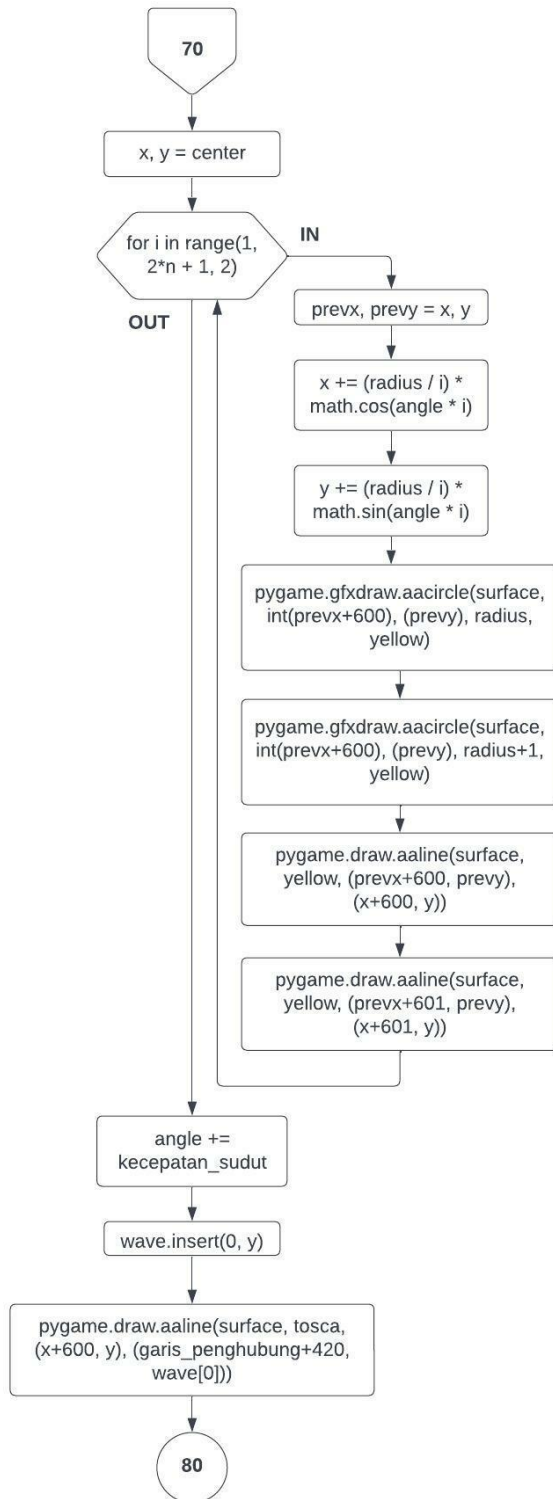 70
x, y = center
for i in range(1,
2*n + 1, 2)
IN
OUT
prevx, prevy = x, y
x += (radius / i) *
math.cos(angle * i)
y += (radius / i) *
math.sin(angle * i)
pygame.gfxdraw.aacircle(surface,
int(prevx+600), (prevy), radius,
yellow)
pygame.gfxdraw.aacircle(surface,
int(prevx+600), (prevy), radius+1,
yellow)
pygame.draw.aaline(surface,
yellow, (prevx+600, prevy),
(x+600, y))
pygame.draw.aaline(surface,
yellow, (prevx+601, prevy),
(x+601, y))
angle +=
kecepatan_sudut
wave.insert(0, y)
pygame.draw.aaline(surface, tosca,
(x+600, y), (garis_penghubung+420,
wave[0]))
80